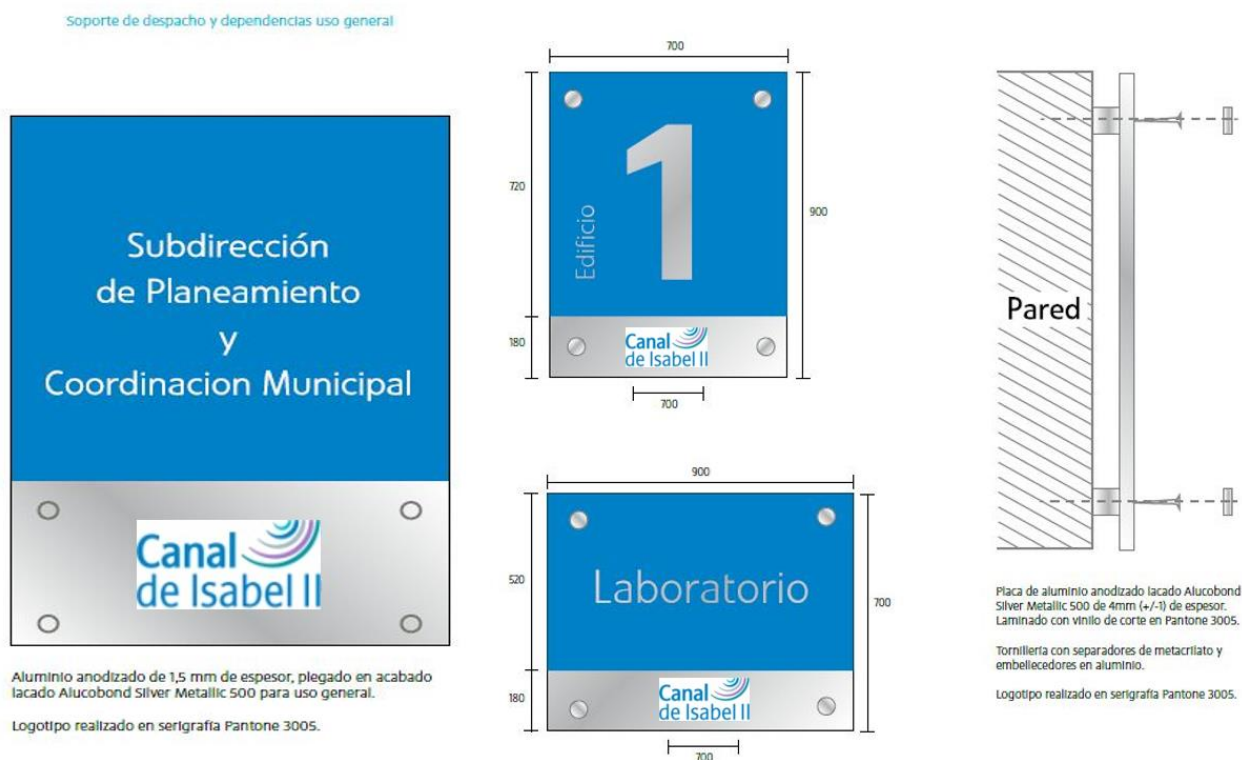 Soporte de despacho y dependencias uso general
Subdirección
de Planeamiento
y
Coordinacion Municipal
Canal
de Isabel II
Aluminio anodizado de 1,5 mm de espesor, plegado en acabado
lacado Alucobond Silver Metallic 500 para uso general.
Logotipo realizado en serigrafía Pantone 3005.
700
720
900
Edificio
1
180
Canal
de Isabel II
700
900
520
700
Laboratorio
180
Canal
de Isabel II
700
Pared
Placa de aluminio anodizado lacado Alucobond
Silver Metallic 500 de 4mm (+/-1) de espesor.
Laminado con vinilo de corte en Pantone 3005.
Tornillería con separadores de metacrilato y
embellecedores en aluminio.
Logotipo realizado en serigrafía Pantone 3005.